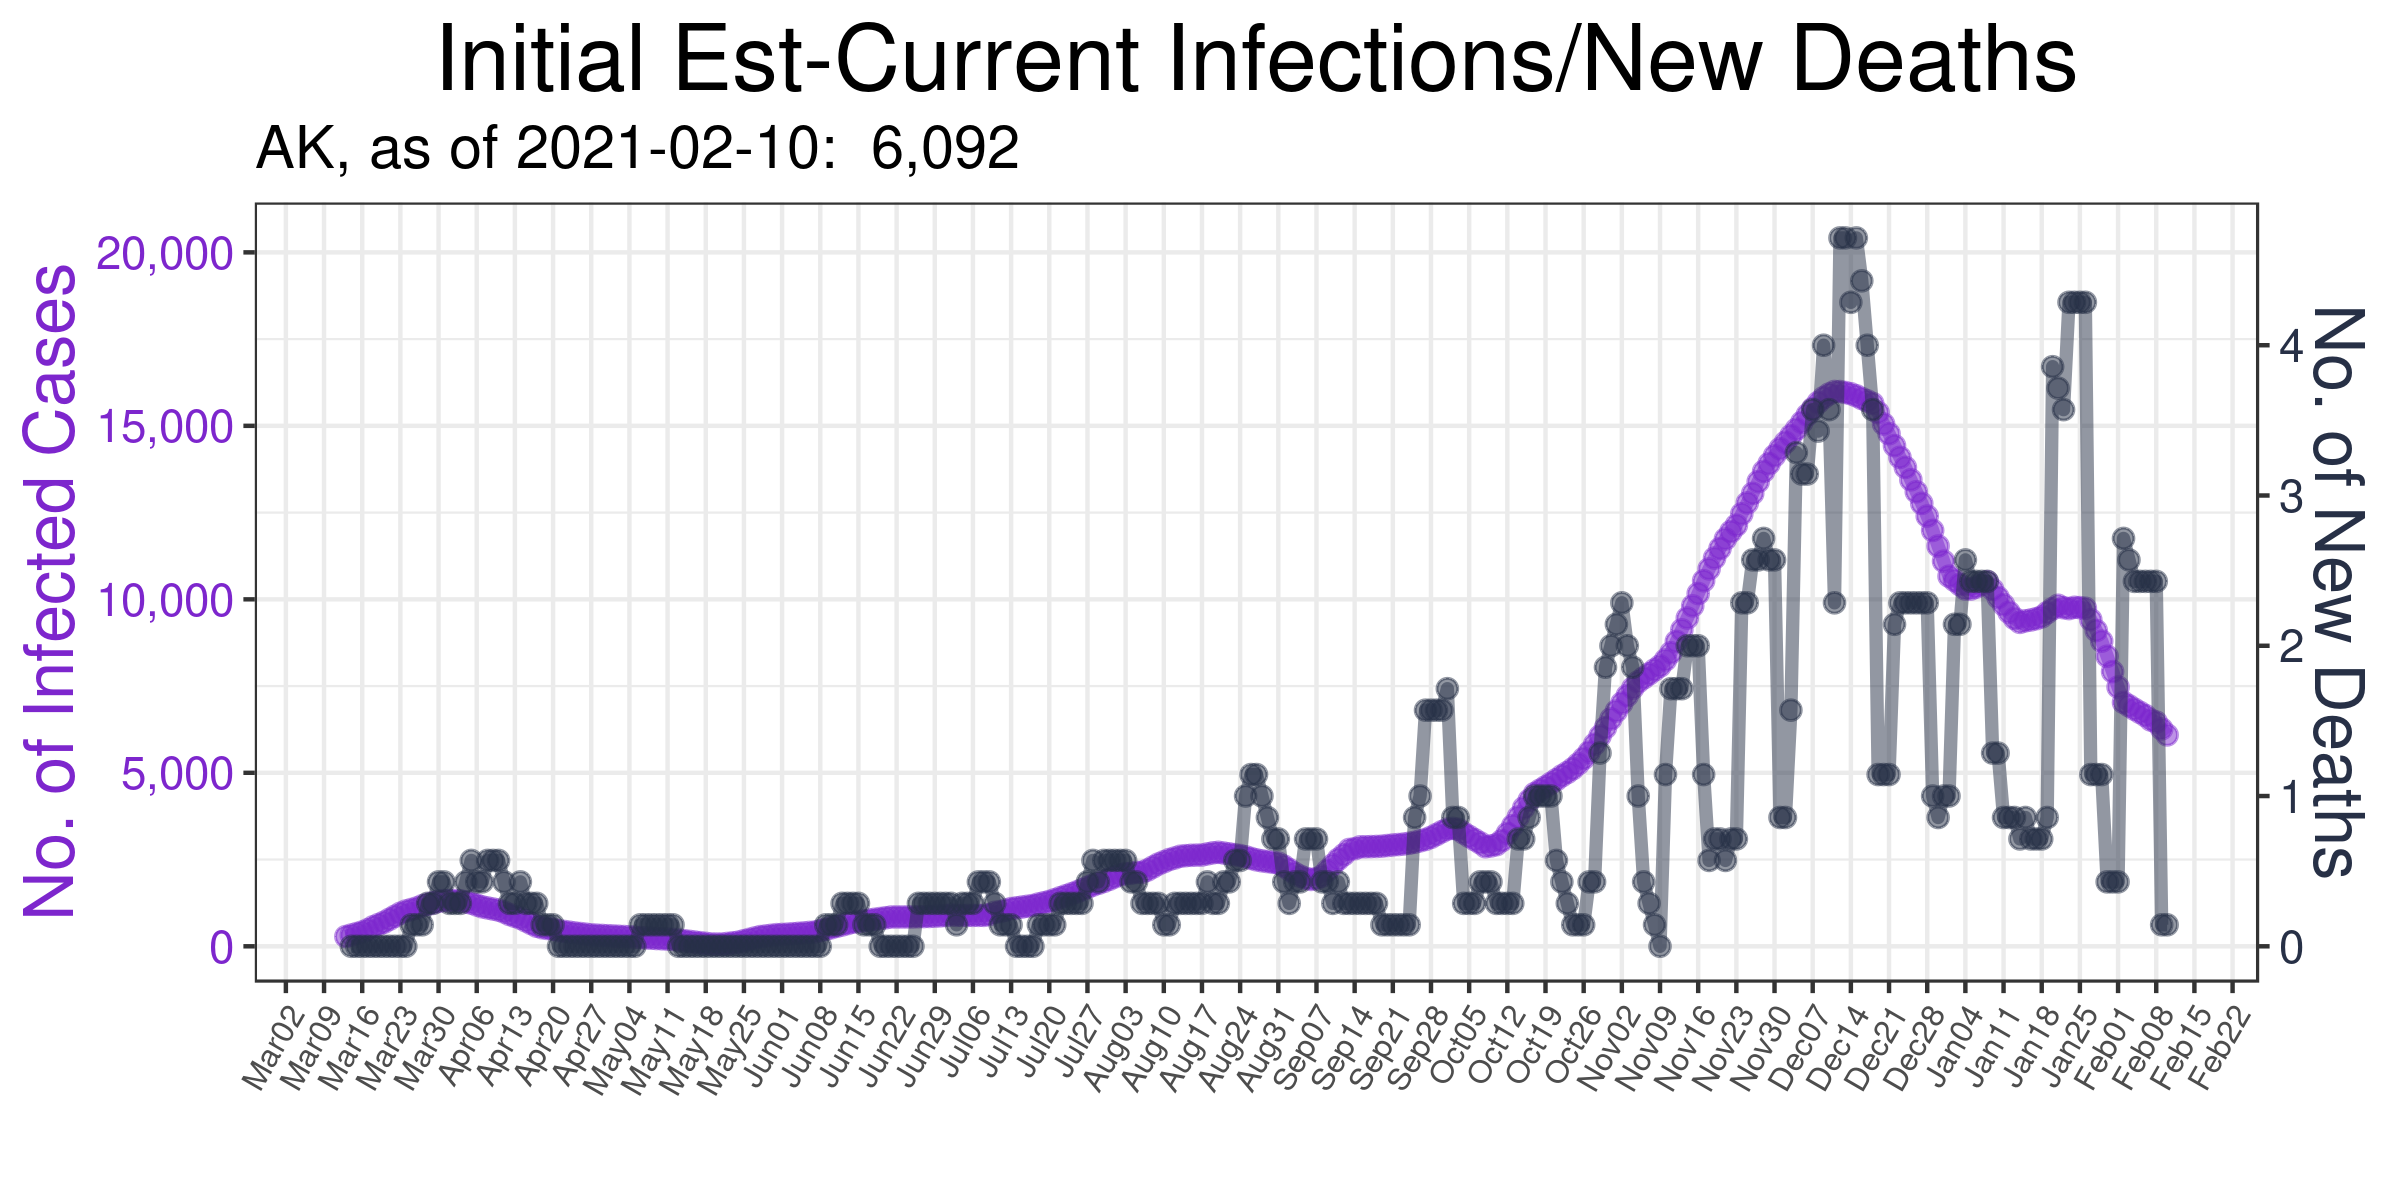 Initial Est-Current Infections/New Deaths
AK, as of 2021-02-10:  6,092
No. of Infected Cases
20,000
15,000
10,000
5,000
0
4
3
2
1
0
No. of New Deaths
Mar02 Mar09 Mar16 Mar23 Mar30 Apr06 Apr13 Apr20 Apr27 May04 May11 May18 May25 Jun01 Jun08 Jun15 Jun22 Jun29 Jul06 Jul13 Jul20 Jul27 Aug03 Aug10 Aug17 Aug24 Aug31 Sep07 Sep14 Sep21 Sep28 Oct05 Oct12 Oct19 Oct26 Nov02 Nov09 Nov16 Nov23 Nov30 Dec07 Dec14 Dec21 Dec28 Jan04 Jan11 Jan18 Jan25 Feb01 Feb08 Feb15 Feb22